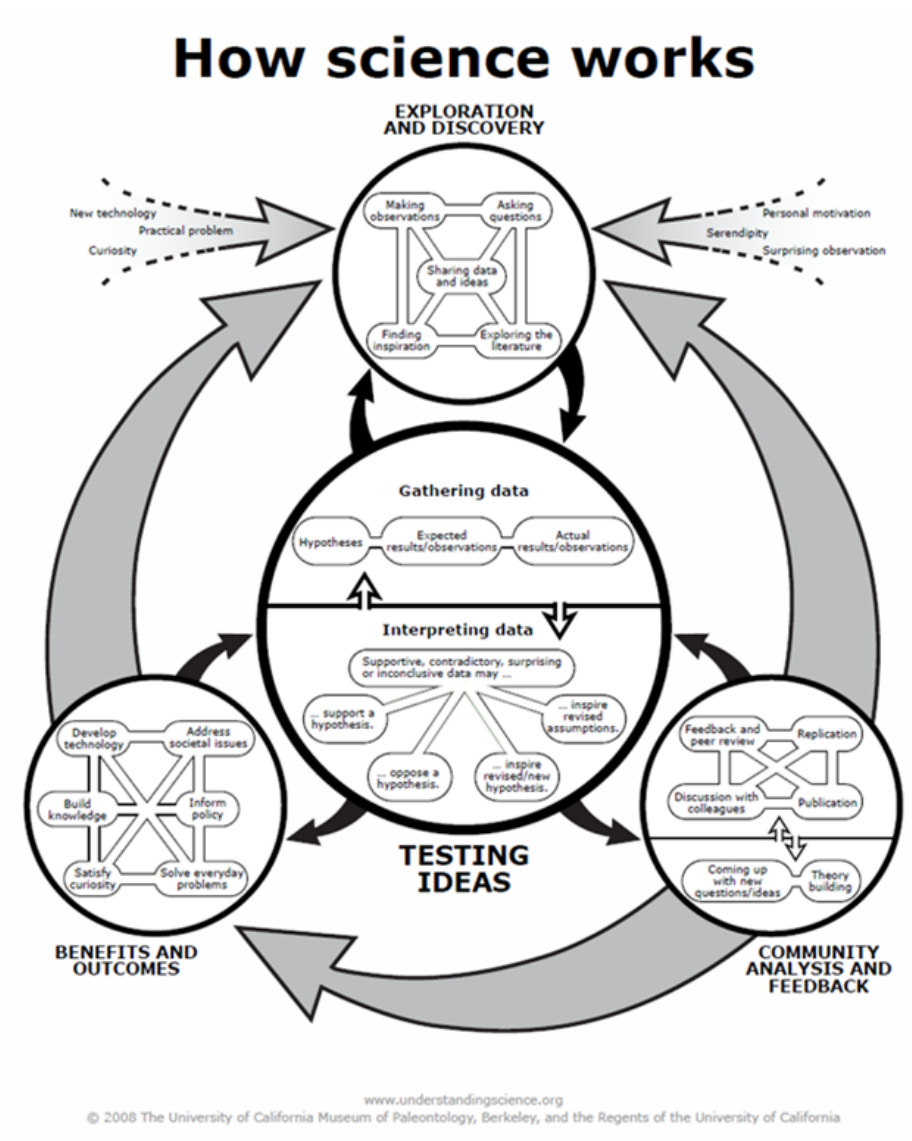 How science works
EXPLORATION
AND DISCOVERY
New technology
Practical problem
Curiosity
Making
observations
Asking
questions
Sharing data
and ideas
Finding
inspiration
Exploring the
literature
Personal motivation
Serendipity
Surprising observation
Gathering data
Hypotheses
Expected
results/observations
Actual
results/observations
Interpreting data
Supportive, contradictory, surprising
or inconclusive data may ...
... support a
hypothesis.
... oppose a
hypothesis.
... inspire
revised/new
hypothesis.
... inspire
revised
assumptions.
TESTING
IDEAS
Develop
technology
Address
societal issues
Build
knowledge
Inform
policy
Satisfy
curiosity
Solve everyday
problems
BENEFITS AND
OUTCOMES
Feedback and
peer review
Replication
Discussion with
colleagues
Publication
Coming up
with new
questions/ideas
Theory
building
COMMUNITY
ANALYSIS AND
FEEDBACK
www.understandingscience.org
© 2008 The University of California Museum of Paleontology, Berkeley, and the Regents of the University of California